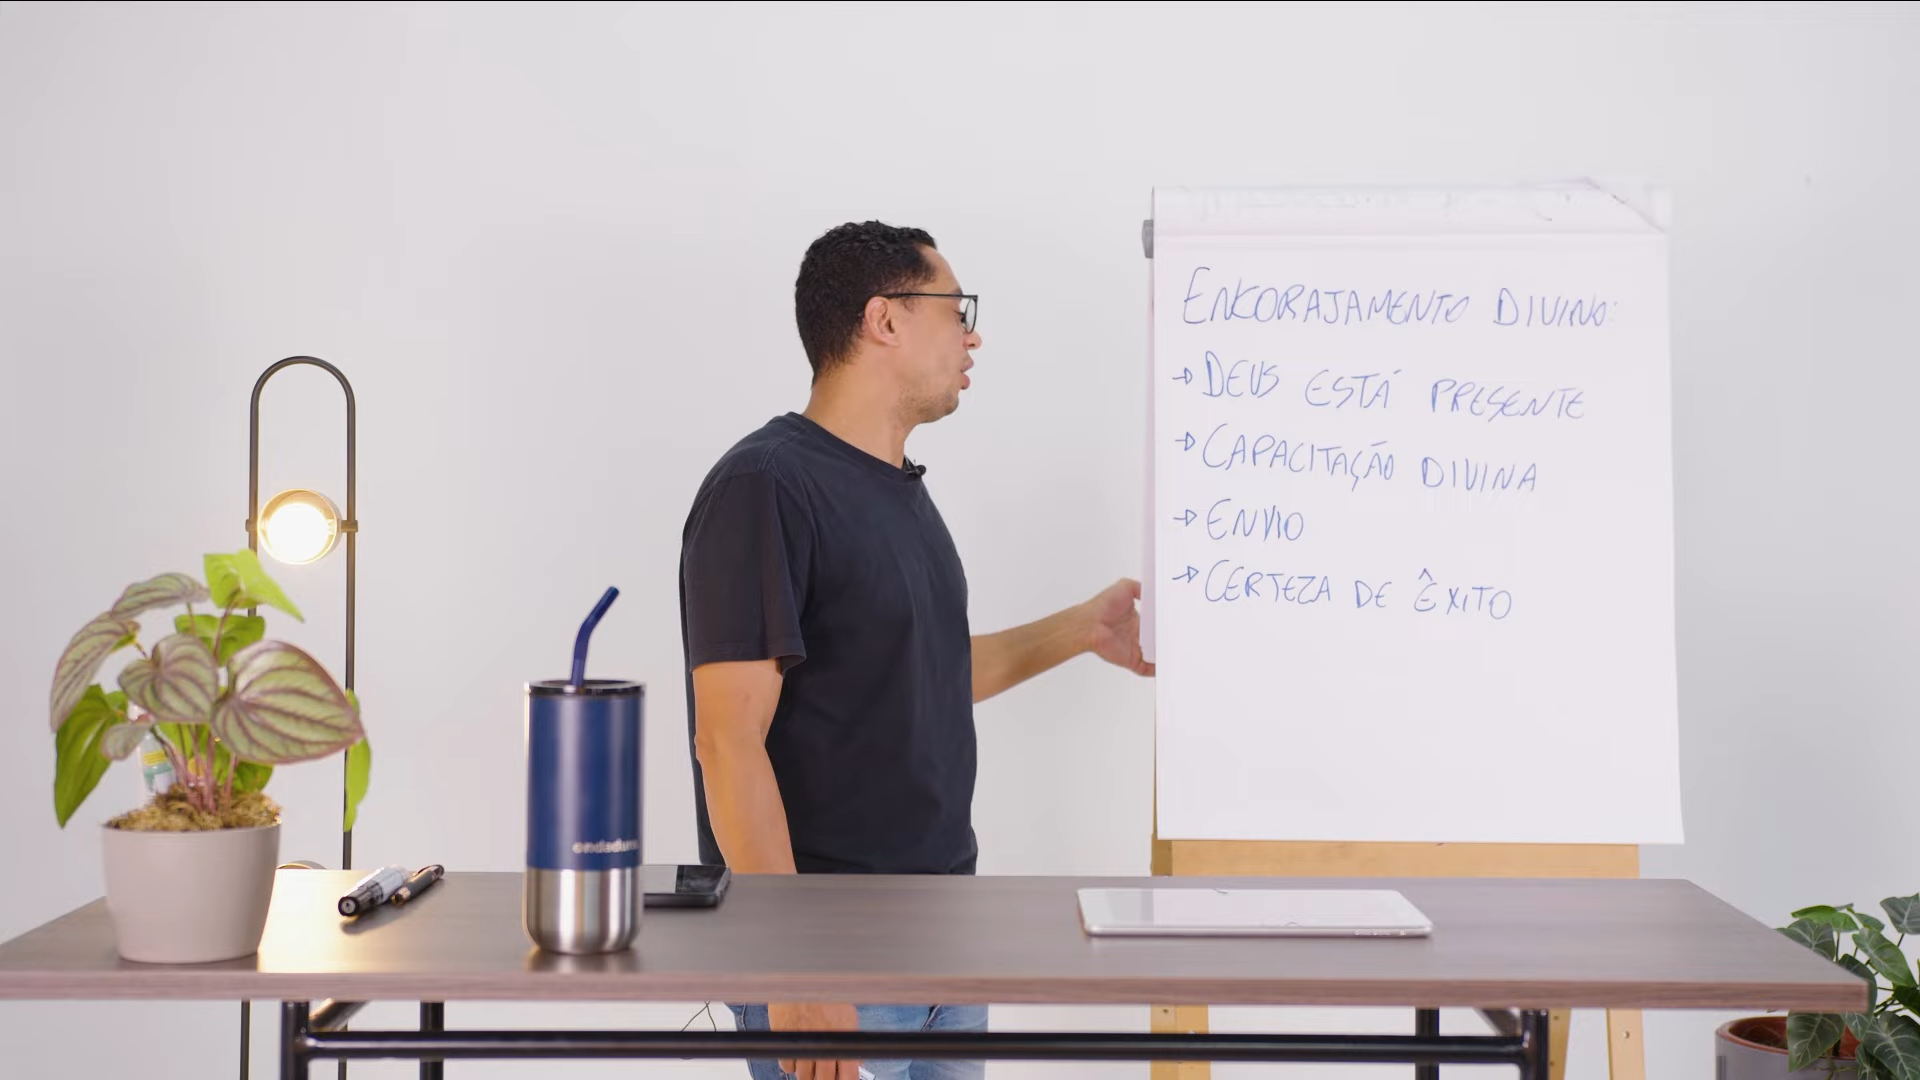 ENCORAJAMENTO DIVINO:
→ DEUS ESTÁ PRESENTE
→ CAPACITAÇÃO DIVINA
→ ENVIO
→ CERTEZA DE ÊXITO